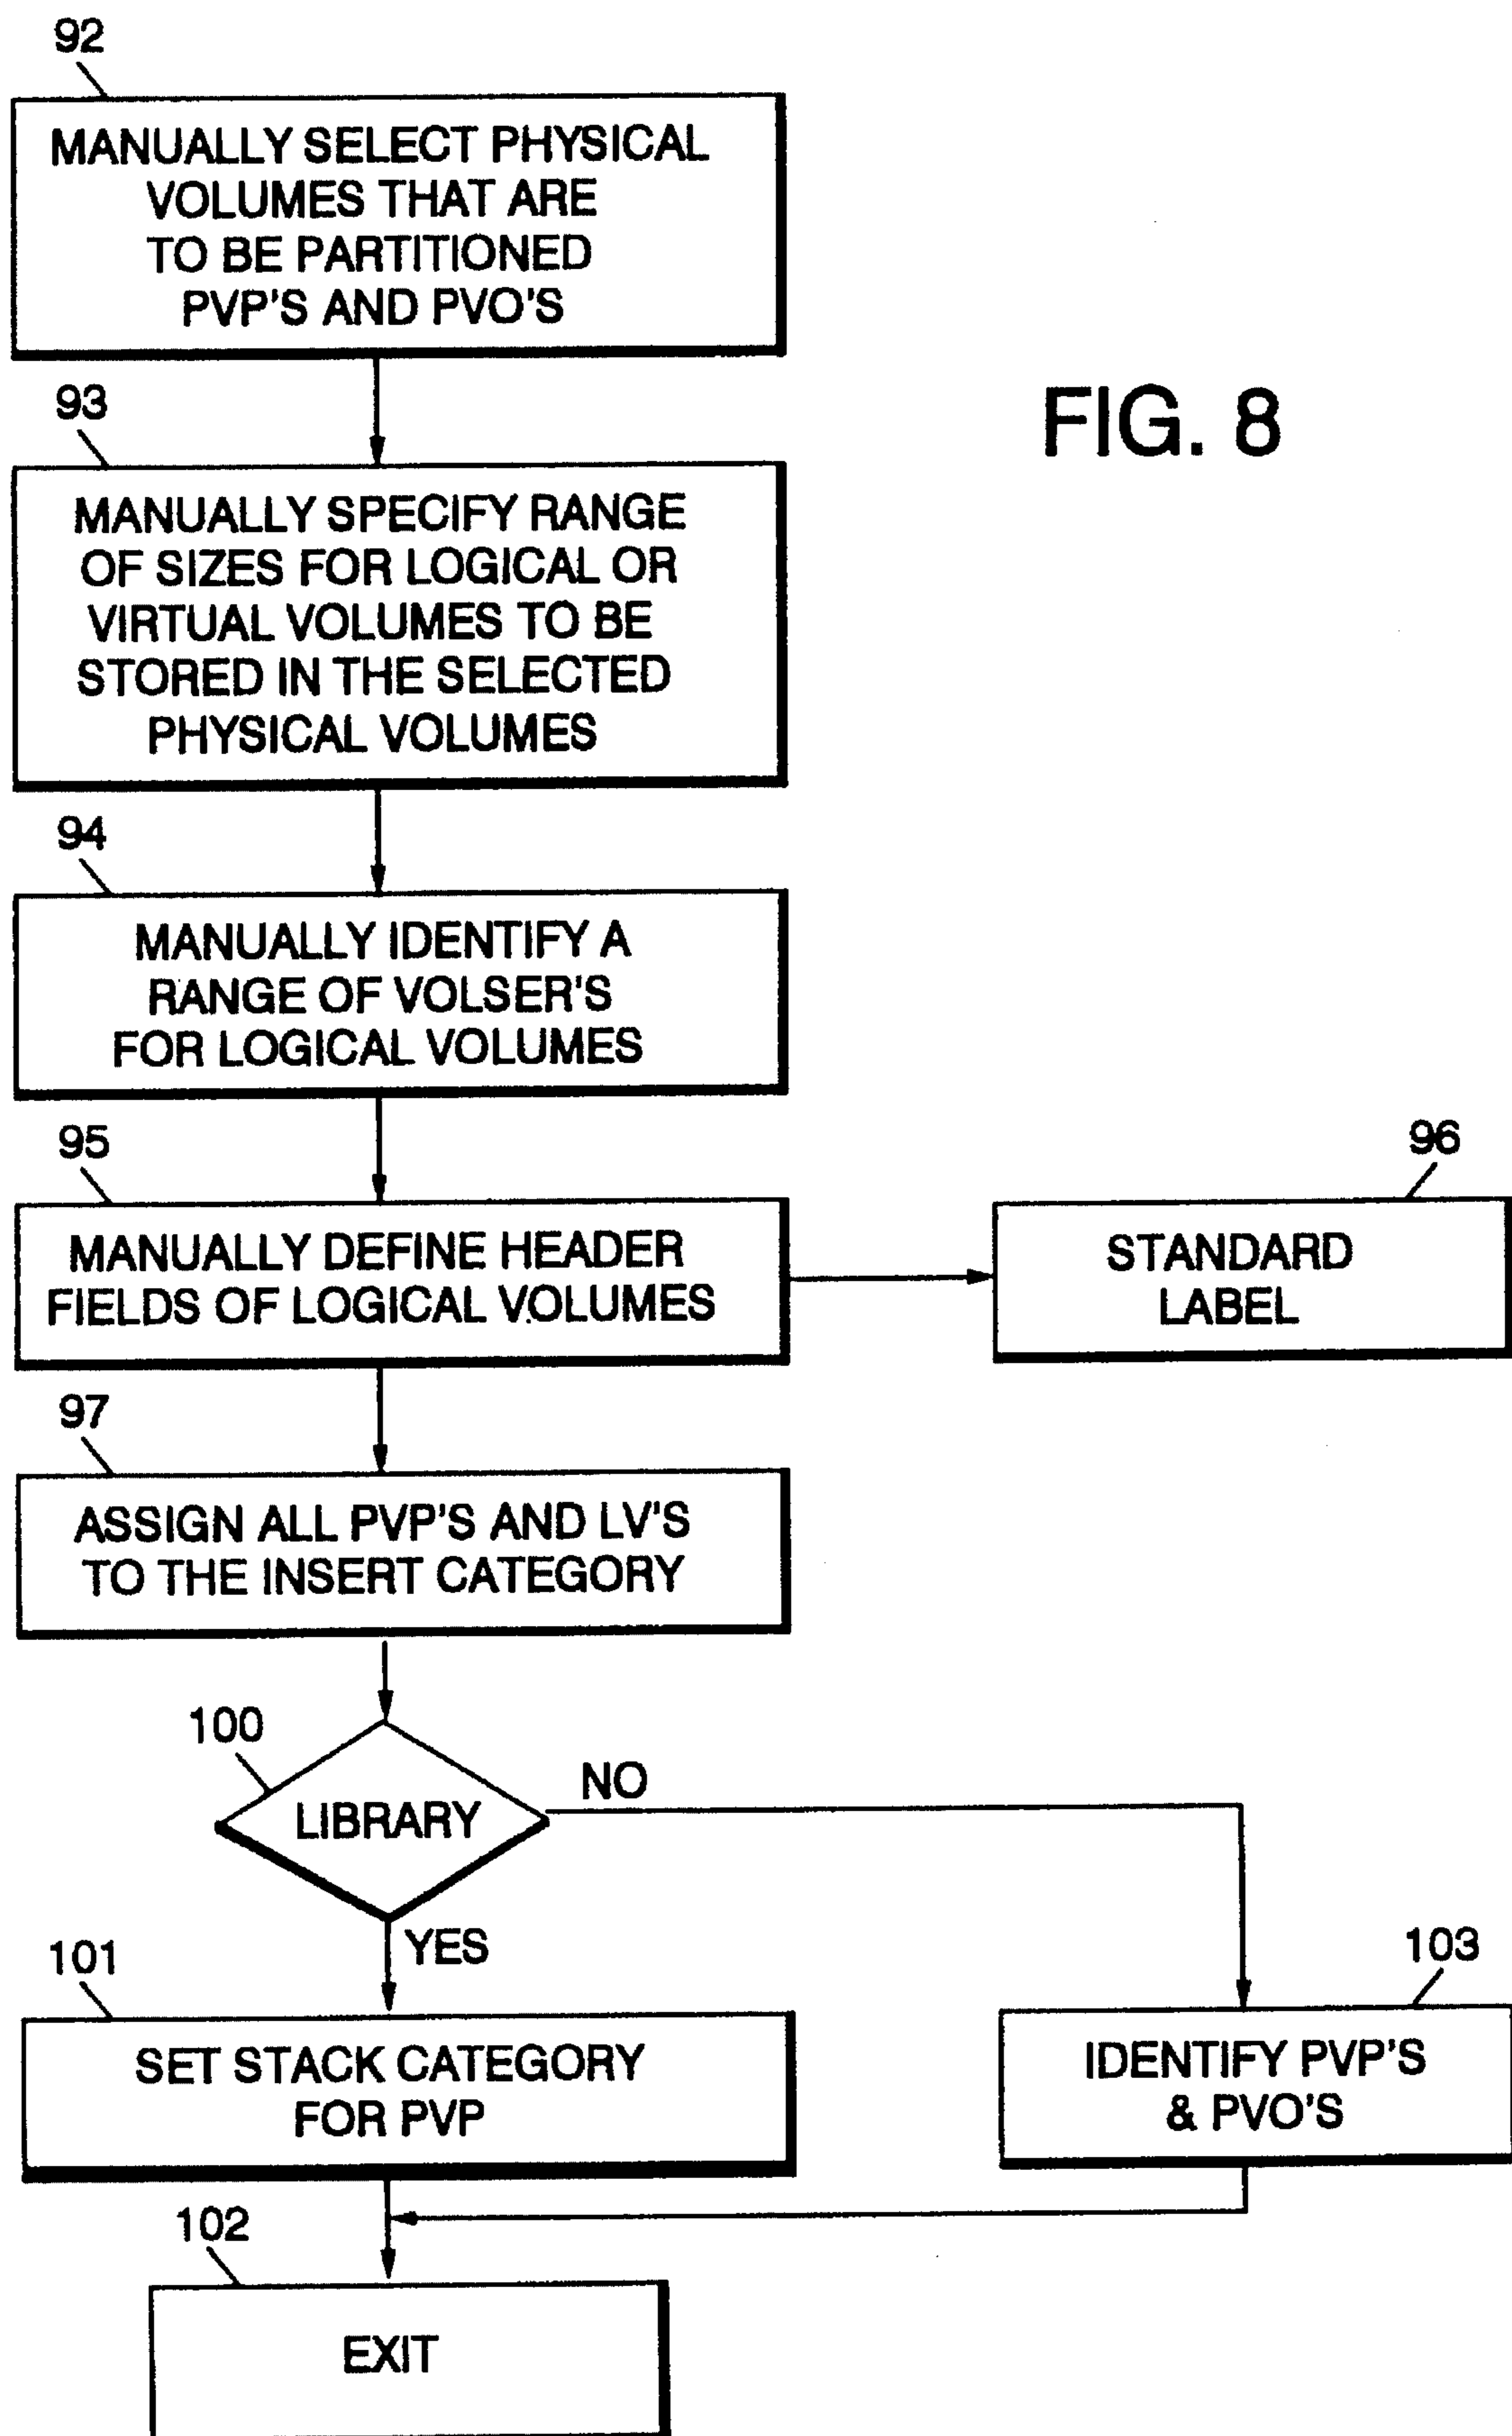 92
MANUALLY SELECT PHYSICAL
VOLUMES THAT ARE
TO BE PARTITIONED
PVP'S AND PVO'S
FIG. 8
93
MANUALLY SPECIFY RANGE
OF SIZES FOR LOGICAL OR
VIRTUAL VOLUMES TO BE
STORED IN THE SELECTED
PHYSICAL VOLUMES
94
MANUALLY IDENTIFY A
RANGE OF VOLSER'S
FOR LOGICAL VOLUMES
95
MANUALLY DEFINE HEADER
FIELDS OF LOGICAL VOLUMES
96
STANDARD
LABEL
97
ASSIGN ALL PVP'S AND LV'S
TO THE INSERT CATEGORY
100
LIBRARY
NO
YES
101
SET STACK CATEGORY
FOR PVP
103
IDENTIFY PVP'S
& PVO'S
102
EXIT